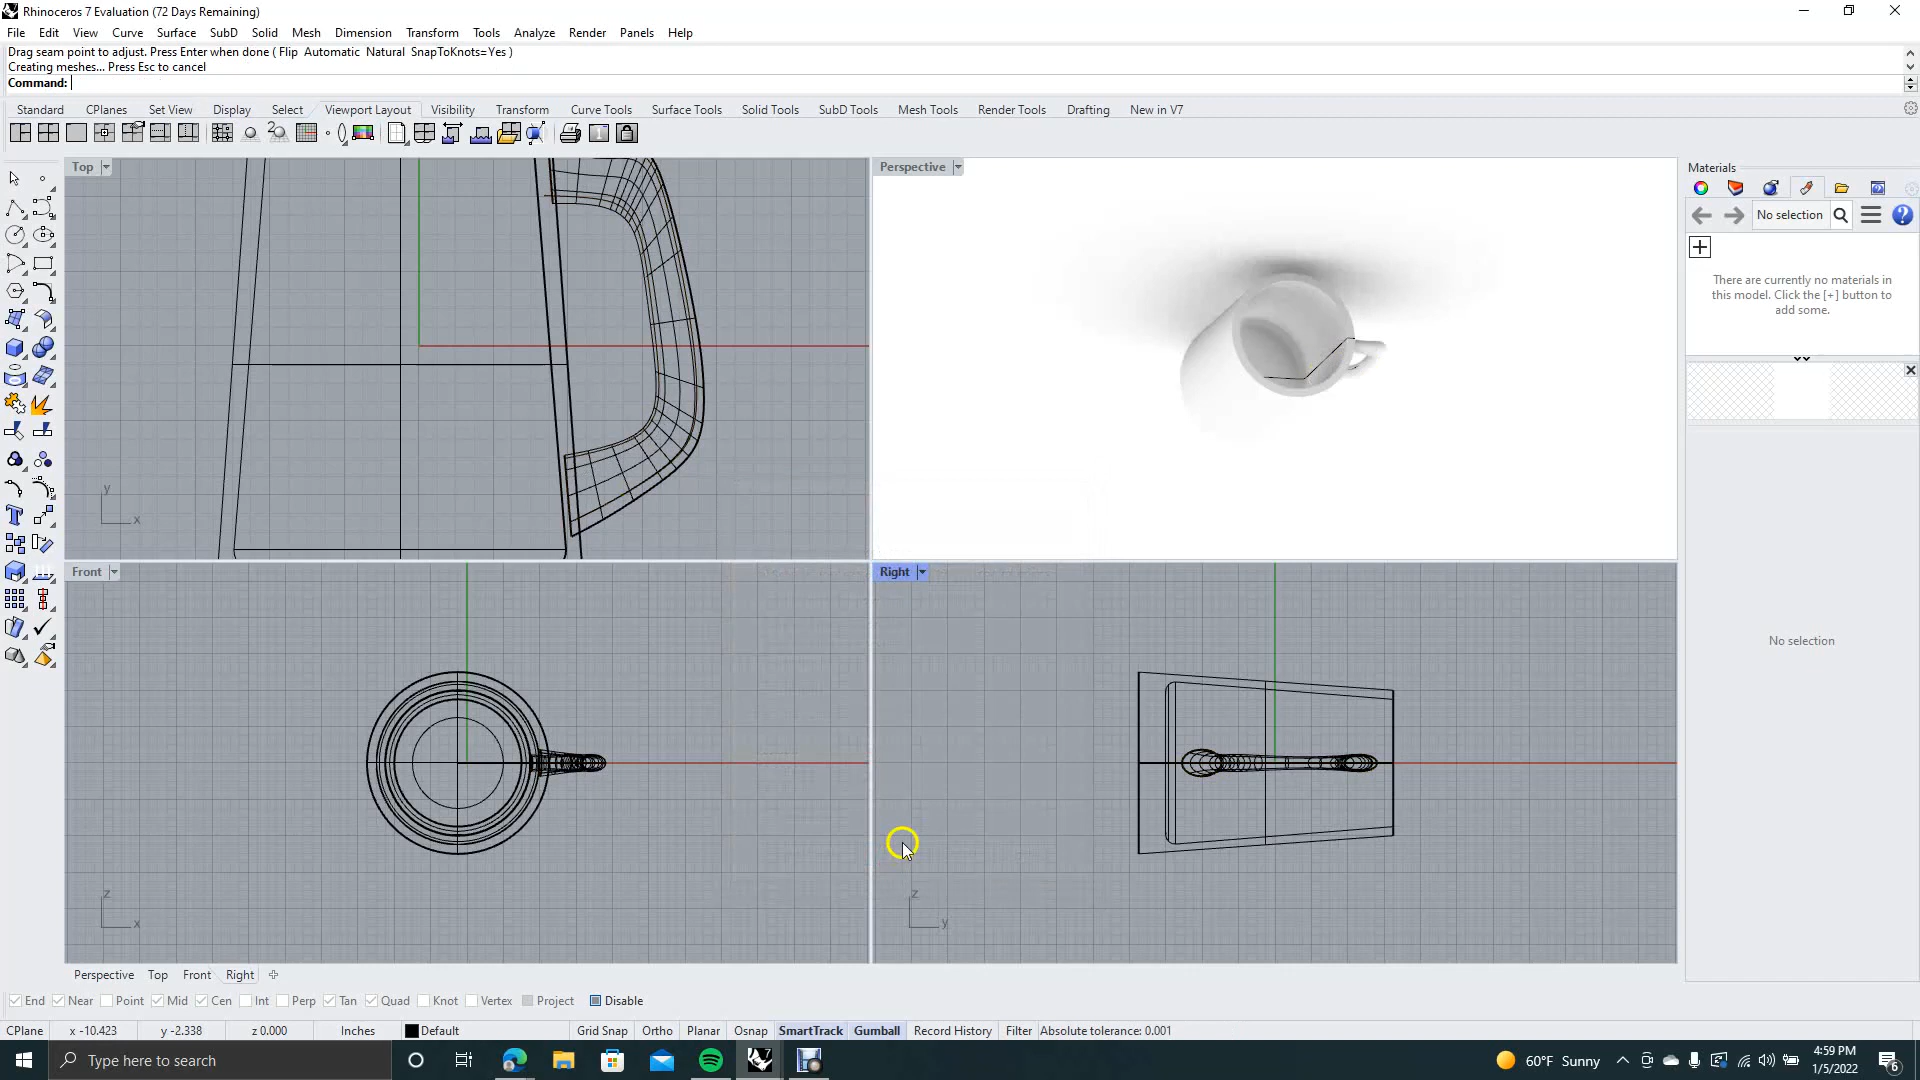 Rhinoceros 7 Evaluation (72 Days Remaining)
File Edit View Curve Surface SubD Solid Mesh Dimension Transform Tools Analyze Render Panels Help
Drag seam point to adjust. Press Enter when done ( Flip Automatic Natural SnapToKnots=Yes )
Creating meshes... Press Esc to cancel
Command:
Standard CPlanes Set View Display Select Viewport Layout Visibility Transform Curve Tools Surface Tools Solid Tools SubD Tools Mesh Tools Render Tools Drafting New in V7
Top
Perspective
Materials
No selection
There are currently no materials in
this model. Click the [+] button to
add some.
y
x
Front
Right
No selection
z
x
z
y
Perspective Top Front Right
End Near Point Mid Cen Int Perp Tan Quad Knot Vertex Project Disable
CPlane x -10.423 y -2.338 z 0.000 Inches Default Grid Snap Ortho Planar Osnap SmartTrack Gumball Record History Filter Absolute tolerance: 0.001
Type here to search
60°F Sunny
4:59 PM
1/5/2022
6